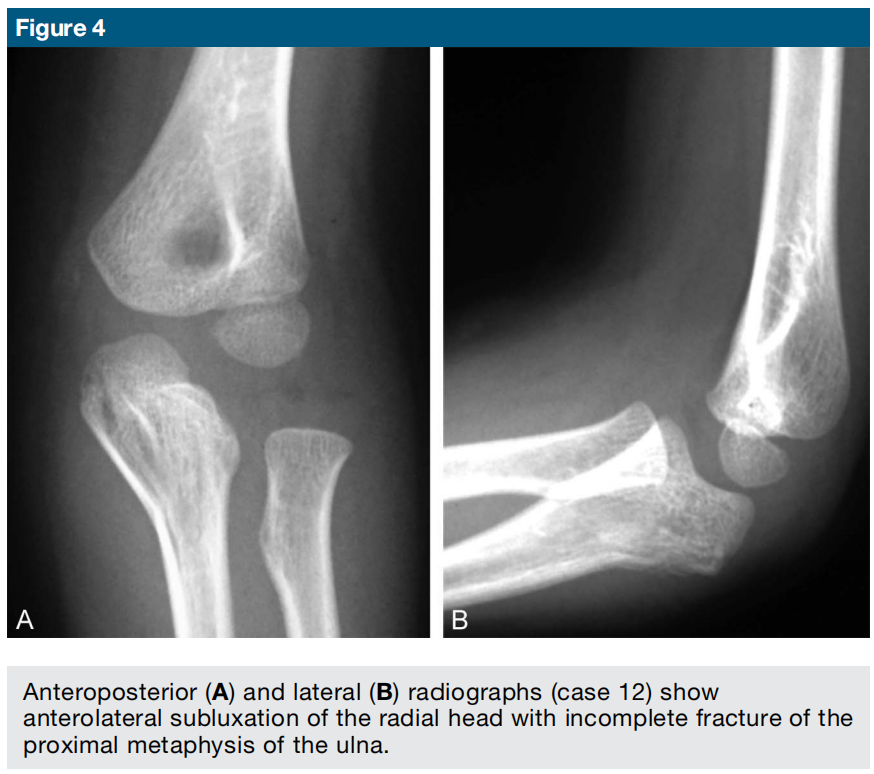 Figure 4
A
B
Anteroposterior (A) and lateral (B) radiographs (case 12) show
anterolateral subluxation of the radial head with incomplete fracture of the
proximal metaphysis of the ulna.